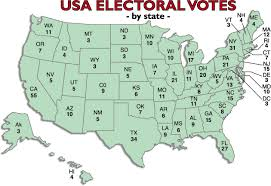 USA ELECTORAL VOTES
- by state -
WA
11
MT
3
ND
3
MN
10
VT
3
NH
4
ME
4
MA
12
RI
4
CT
7
NJ
15
DE
3
MD
10
DC
3
OR
7
ID
4
WY
3
SD
3
WI
10
MI
17
NY
31
NV
5
UT
5
CO
9
NE
5
IA
7
IL
21
IN
11
OH
20
PA
21
WV
5
VA
13
CA
55
AZ
10
NM
5
KS
6
MO
11
KY
8
NC
15
TN
11
OK
7
AR
6
SC
8
TX
34
LA
9
MS
6
AL
9
GA
15
FL
27
Ak
3
HI
4